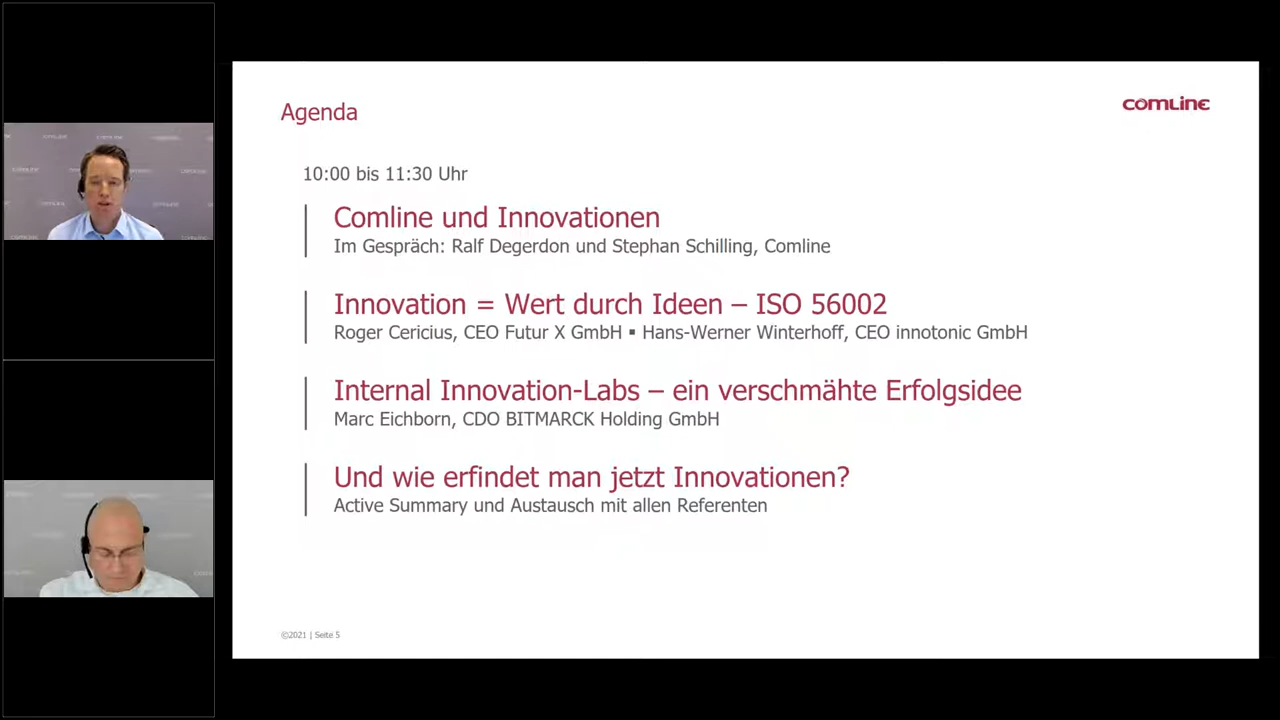 Agenda
comline
10:00 bis 11:30 Uhr
Comline und Innovationen
Im Gespräch: Ralf Degerdon und Stephan Schilling, Comline
Innovation = Wert durch Ideen – ISO 56002
Roger Cericius, CEO Futur X GmbH ▪ Hans-Werner Winterhoff, CEO innotonic GmbH
Internal Innovation-Labs – ein verschmähte Erfolgsidee
Marc Eichborn, CDO BITMARCK Holding GmbH
Und wie erfindet man jetzt Innovationen?
Active Summary und Austausch mit allen Referenten
©2021 | Seite 5